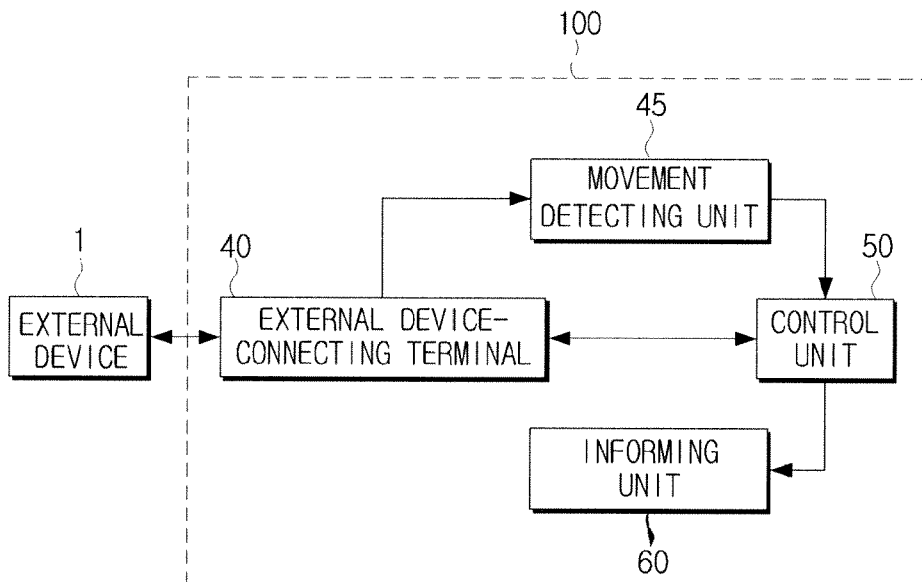 100
45
MOVEMENT
DETECTING UNIT
1
40
50
EXTERNAL
DEVICE
EXTERNAL DEVICE-
CONNECTING TERMINAL
CONTROL
UNIT
INFORMING
UNIT
60